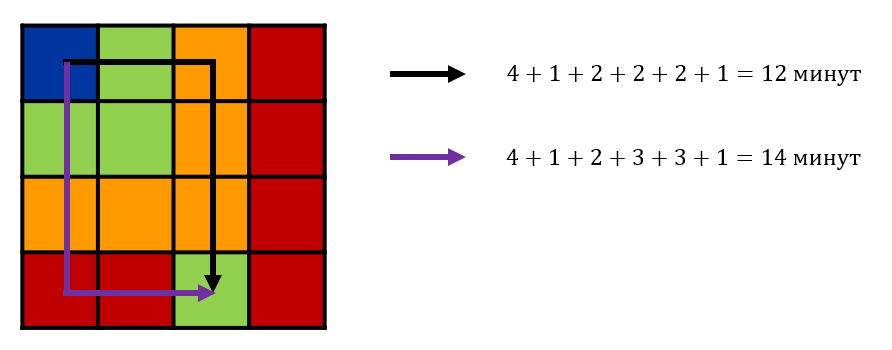 4 + 1 + 2 + 2 + 2 + 1 = 12 минут
4 + 1 + 2 + 3 + 3 + 1 = 14 минут